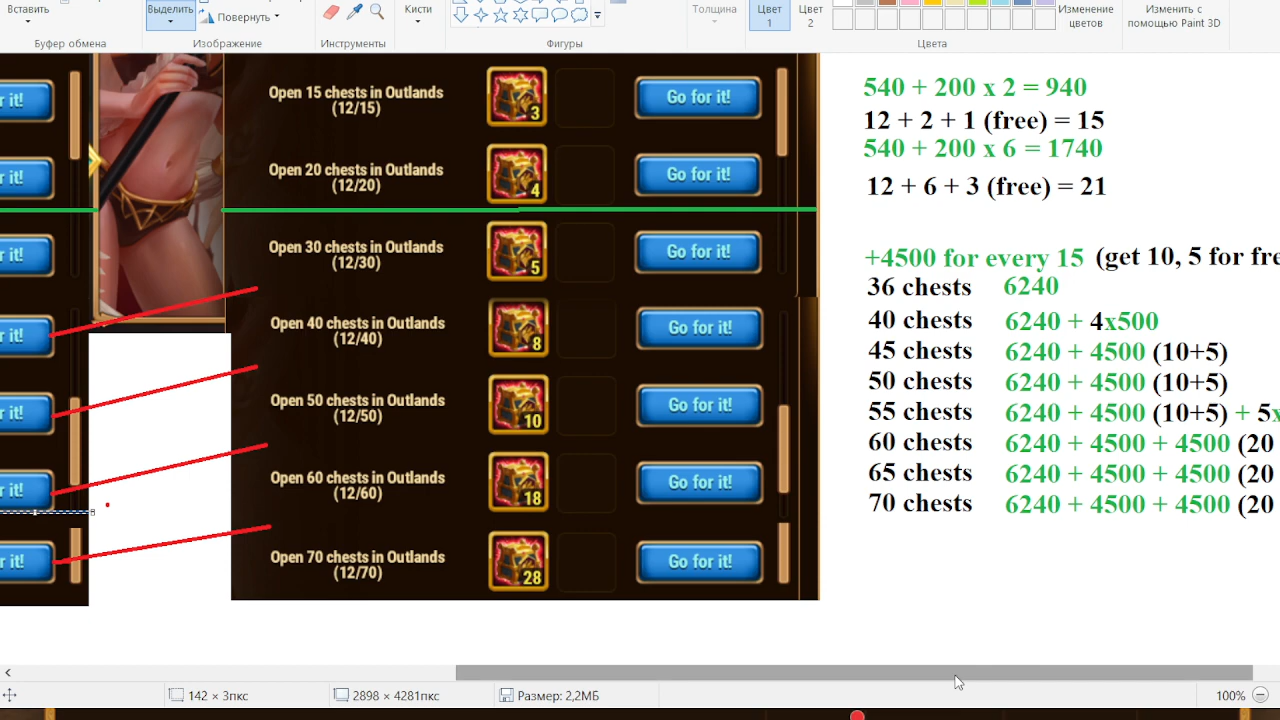 Вставить
Выделить
Повернуть
Кисти
Толщина
Цвет 1
Цвет 2
Изменение цветов
Изменить с помощью Paint 3D
Буфер обмена
Изображение
Инструменты
Фигуры
Цвета
r it!
Open 15 chests in Outlands
(12/15)
3
Go for it!
r it!
Open 20 chests in Outlands
(12/20)
4
Go for it!
r it!
Open 30 chests in Outlands
(12/30)
5
Go for it!
r it!
Open 40 chests in Outlands
(12/40)
8
Go for it!
r it!
Open 50 chests in Outlands
(12/50)
10
Go for it!
r it!
Open 60 chests in Outlands
(12/60)
18
Go for it!
r it!
Open 70 chests in Outlands
(12/70)
28
Go for it!
540 + 200 x 2 = 940
12 + 2 + 1 (free) = 15
540 + 200 x 6 = 1740
12 + 6 + 3 (free) = 21
+4500 for every 15 (get 10, 5 for fre
36 chests 6240
40 chests 6240 + 4x500
45 chests 6240 + 4500 (10+5)
50 chests 6240 + 4500 (10+5)
55 chests 6240 + 4500 (10+5) + 5x
60 chests 6240 + 4500 + 4500 (20
65 chests 6240 + 4500 + 4500 (20
70 chests 6240 + 4500 + 4500 (20
142 × 3пкс
2898 × 4281пкс
Размер: 2,2МБ
100%